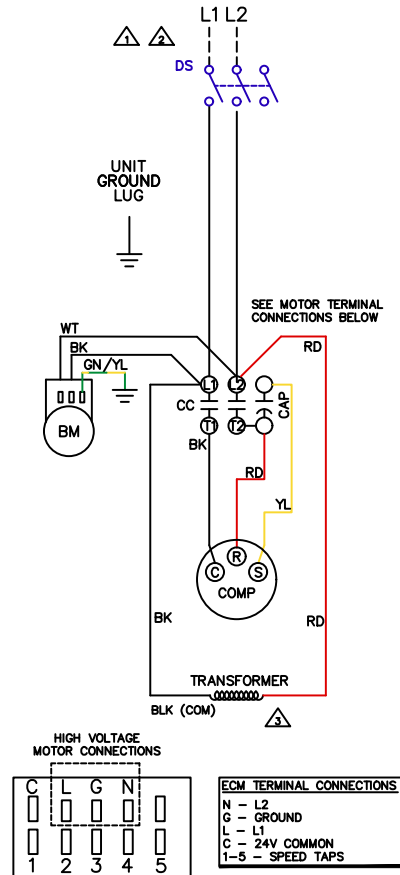 L1 L2
1 2
DS
UNIT
GROUND
LUG
SEE MOTOR TERMINAL
CONNECTIONS BELOW
WT
RD
BK
GN/YL
L1 L2
CC
CAP
BM
T1 T2
BK
RD
YL
R
C S
COMP
BK
RD
TRANSFORMER
BLK (COM)
3
HIGH VOLTAGE
MOTOR CONNECTIONS
C L G N
1 2 3 4 5
ECM TERMINAL CONNECTIONS
N - L2
G - GROUND
L - L1
C - 24V COMMON
1-5 - SPEED TAPS